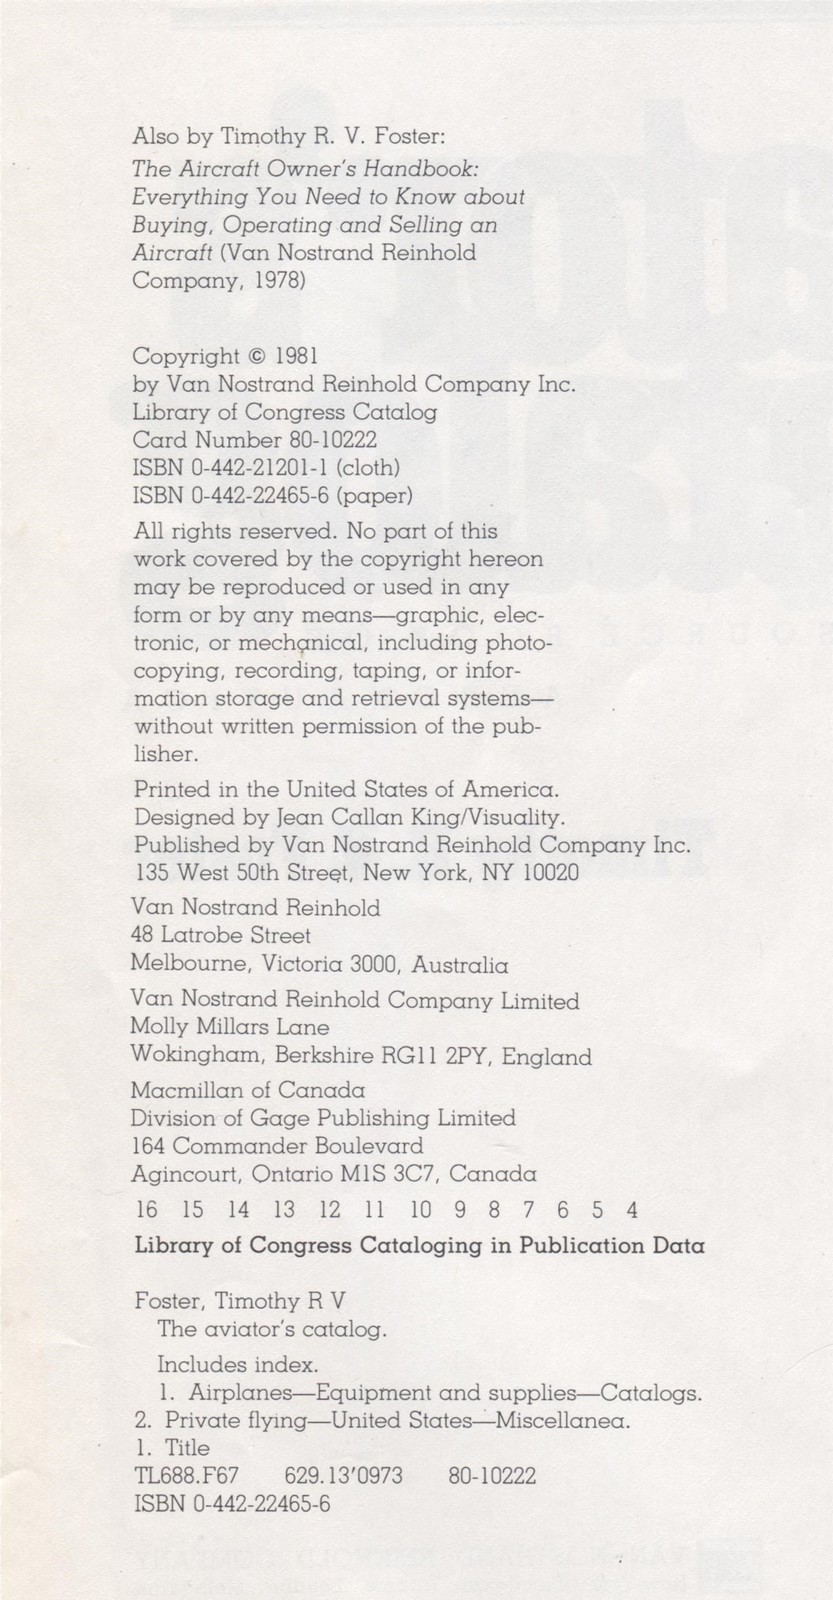 Also by Timothy R. V. Foster:
The Aircraft Owner's Handbook:
Everything You Need to Know about
Buying, Operating and Selling an
Aircraft (Van Nostrand Reinhold
Company, 1978)
Copyright © 1981
by Van Nostrand Reinhold Company Inc.
Library of Congress Catalog
Card Number 80-10222
ISBN 0-442-21201-1 (cloth)
ISBN 0-442-22465-6 (paper)
All rights reserved. No part of this
work covered by the copyright hereon
may be reproduced or used in any
form or by any means—graphic, elec-
tronic, or mechanical, including photo-
copying, recording, taping, or infor-
mation storage and retrieval systems—
without written permission of the pub-
lisher.
Printed in the United States of America.
Designed by Jean Callan King/Visuality.
Published by Van Nostrand Reinhold Company Inc.
135 West 50th Street, New York, NY 10020
Van Nostrand Reinhold
48 Latrobe Street
Melbourne, Victoria 3000, Australia
Van Nostrand Reinhold Company Limited
Molly Millars Lane
Wokingham, Berkshire RG11 2PY, England
Macmillan of Canada
Division of Gage Publishing Limited
164 Commander Boulevard
Agincourt, Ontario M1S 3C7, Canada
16 15 14 13 12 11 10 9 8 7 6 5 4
Library of Congress Cataloging in Publication Data
Foster, Timothy R V
The aviator's catalog.
Includes index.
1. Airplanes—Equipment and supplies—Catalogs.
2. Private flying—United States—Miscellanea.
1. Title
TL688.F67 629.13'0973 80-10222
ISBN 0-442-22465-6